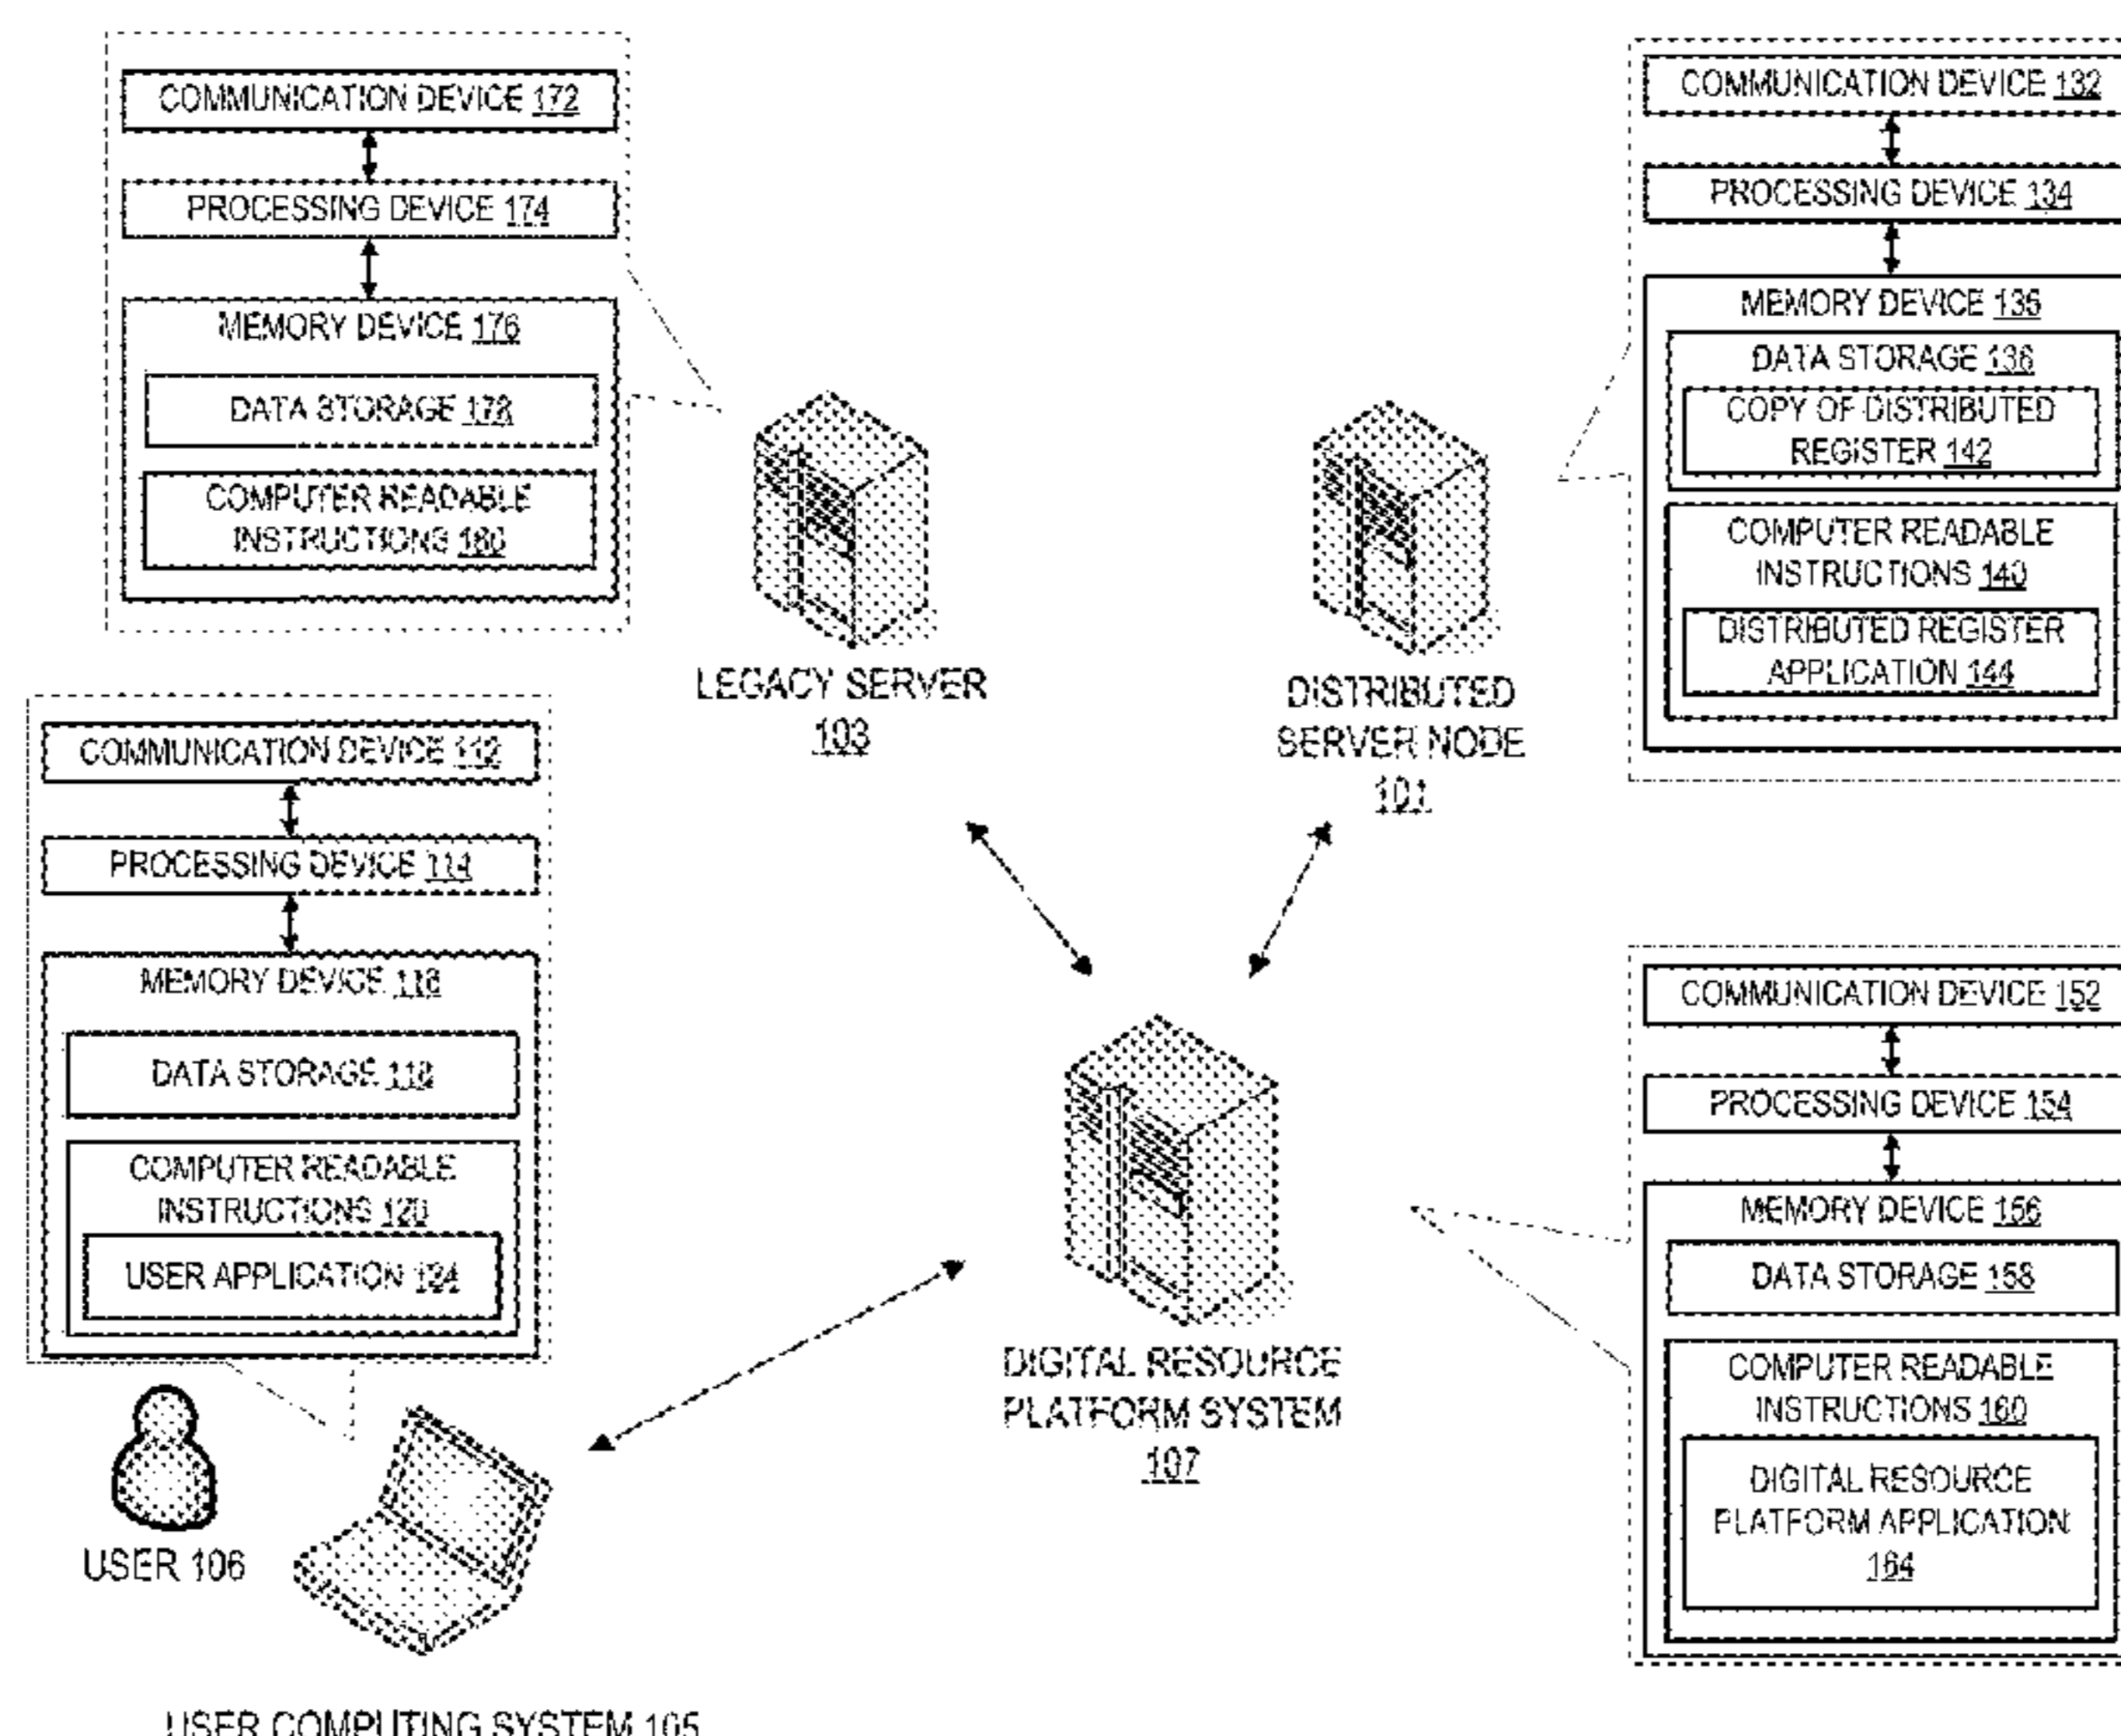 COMMUNICATION DEVICE 172
PROCESSING DEVICE 174
MEMORY DEVICE 176
DATA STORAGE 178
COMPUTER READABLE
INSTRUCTIONS 180
COMMUNICATION DEVICE 132
PROCESSING DEVICE 134
MEMORY DEVICE
DATA STORAGE 136
COPY OF DISTRIBUTED
REGISTER 142
COMPUTER READABLE
INSTRUCTIONS 140
DISTRIBUTED REGISTER
APPLICATION 144
LEGACY SERVER
103
DISTRIBUTED
SERVER NODE
101
COMMUNICATION DEVICE 112
PROCESSING DEVICE 114
MEMORY DEVICE
DATA STORAGE 118
COMPUTER READABLE
INSTRUCTIONS 120
USER APPLICATION
USER 106
USER COMPUTING SYSTEM 105
DIGITAL RESOURCE
PLATFORM SYSTEM
107
COMMUNICATION DEVICE 152
PROCESSING DEVICE 154
MEMORY DEVICE 156
DATA STORAGE 158
COMPUTER READABLE
INSTRUCTIONS 160
DIGITAL RESOURCE
PLATFORM APPLICATION
164